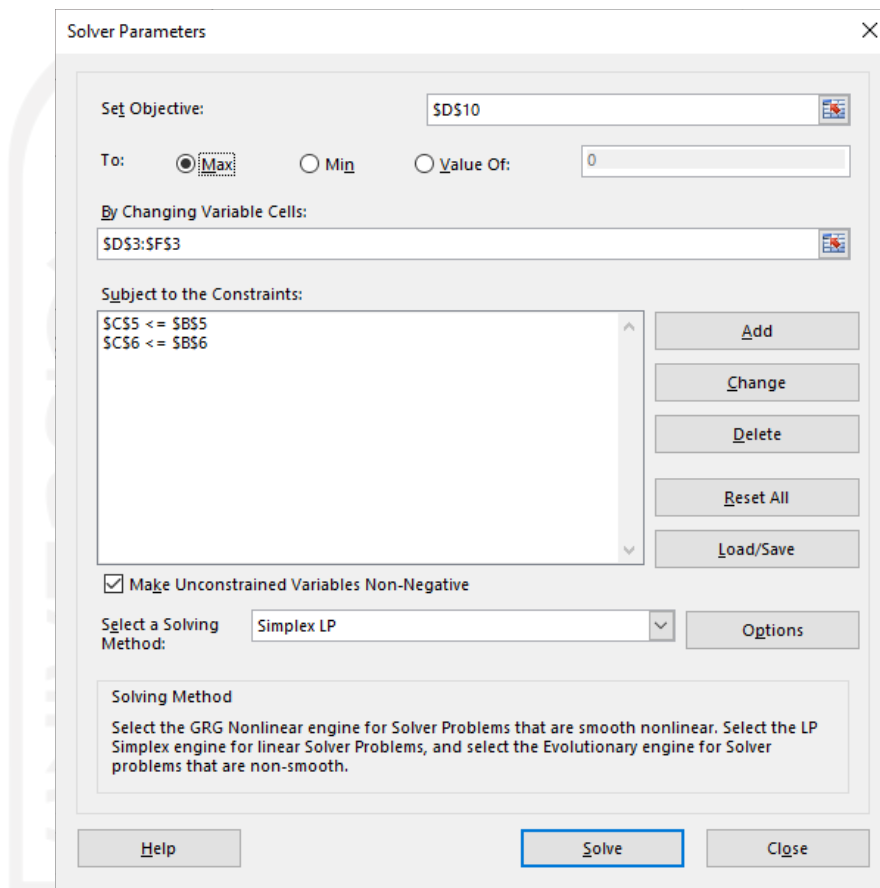 Solver Parameters
Set Objective:
$D$10
To:
Max
Min
Value Of:
0
By Changing Variable Cells:
$D$3:$F$3
Subject to the Constraints:
$C$5 <= $B$5
$C$6 <= $B$6
Add
Change
Delete
Reset All
Load/Save
Make Unconstrained Variables Non-Negative
Select a Solving
Method:
Simplex LP
Options
Solving Method
Select the GRG Nonlinear engine for Solver Problems that are smooth nonlinear. Select the LP
Simplex engine for linear Solver Problems, and select the Evolutionary engine for Solver
problems that are non-smooth.
Help
Solve
Close